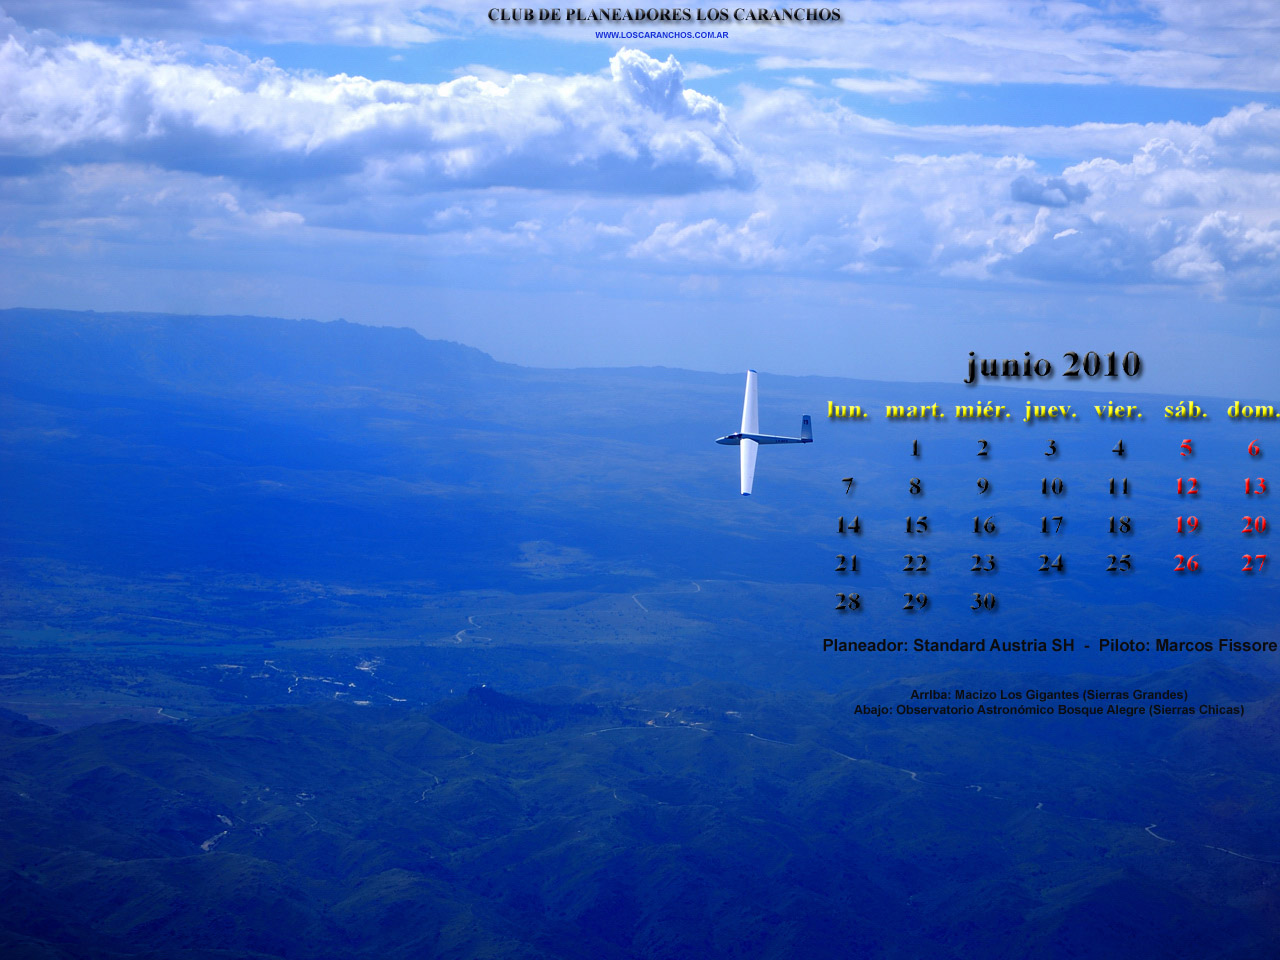 CLUB DE PLANEADORES LOS CARANCHOS
WWW.LOSCARANCHOS.COM.AR
junio 2010
lun. mart. miér. juev. vier. sáb. dom.
1 2 3 4 5 6
7 8 9 10 11 12 13
14 15 16 17 18 19 20
21 22 23 24 25 26 27
28 29 30
Planeador: Standard Austria SH - Piloto: Marcos Fissore
Arriba: Macizo Los Gigantes (Sierras Grandes)
Abajo: Observatorio Astronómico Bosque Alegre (Sierras Chicas)